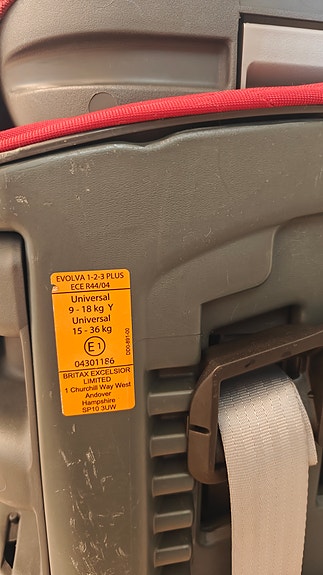 EVOLVA 1-2-3 PLUS
ECE R44/04
Universal
9 - 18 kg Y
Universal
15 - 36 kg
E1
04301186
BRITAX EXCELSIOR
LIMITED
1 Churchill Way West
Andover
Hampshire
SP10 3UW